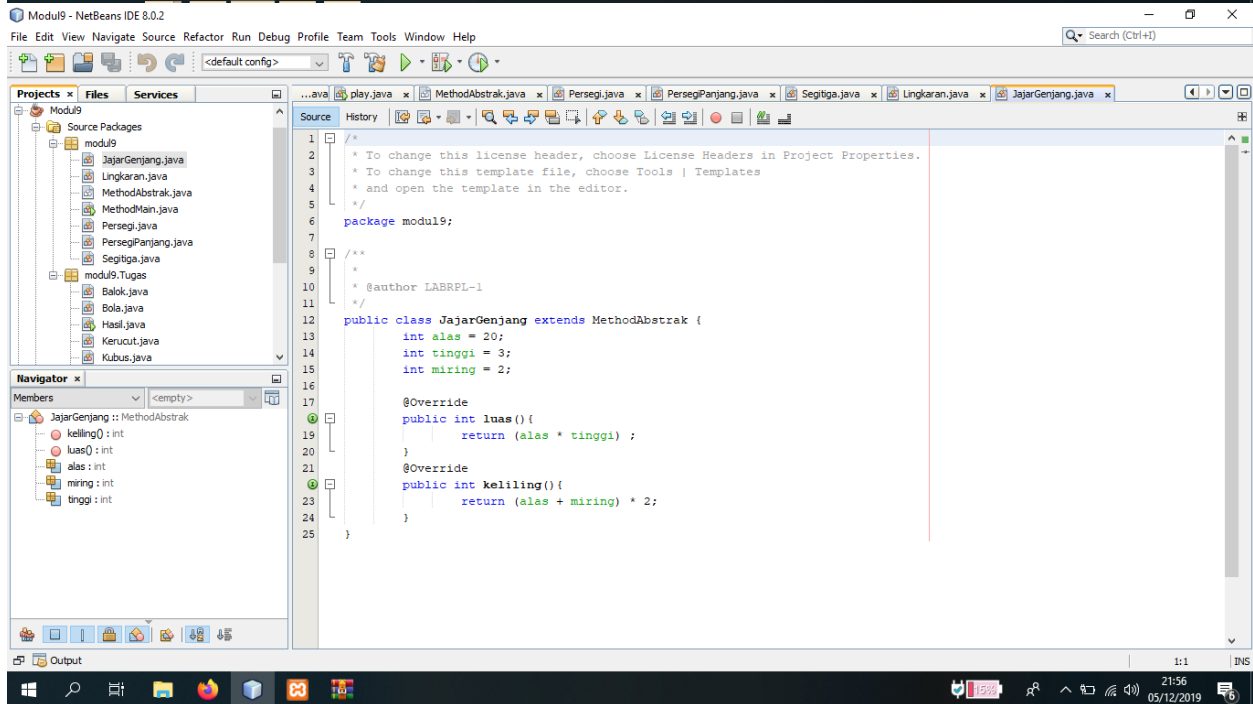 Modul9 - NetBeans IDE 8.0.2
File Edit View Navigate Source Refactor Run Debug Profile Team Tools Window Help
Search (Ctrl+I)
<default config>
Projects Files Services
...ava play.java MethodAbstrak.java Persegi.java PersegiPanjang.java Segitiga.java Lingkaran.java JajarGenjang.java
Source History
Modul9
Source Packages
modul9
JajarGenjang.java
Lingkaran.java
MethodAbstrak.java
MethodMain.java
Persegi.java
PersegiPanjang.java
Segitiga.java
modul9.Tugas
Balok.java
Bola.java
Hasil.java
Kerucut.java
Kubus.java
Navigator
Members <empty>
JajarGenjang :: MethodAbstrak
keliling() : int
luas() : int
alas : int
miring : int
tinggi : int
1 /*
2 * To change this license header, choose License Headers in Project Properties.
3 * To change this template file, choose Tools | Templates
4 * and open the template in the editor.
5 */
6 package modul9;
7
8 /**
9 *
10 * @author LABRPL-1
11 */
12 public class JajarGenjang extends MethodAbstrak {
13 int alas = 20;
14 int tinggi = 3;
15 int miring = 2;
16
17 @Override
public int luas(){
19 return (alas * tinggi) ;
20 }
21 @Override
public int keliling(){
23 return (alas + miring) * 2;
24 }
25 }
Output
1:1 INS
15%
21:56
05/12/2019
6